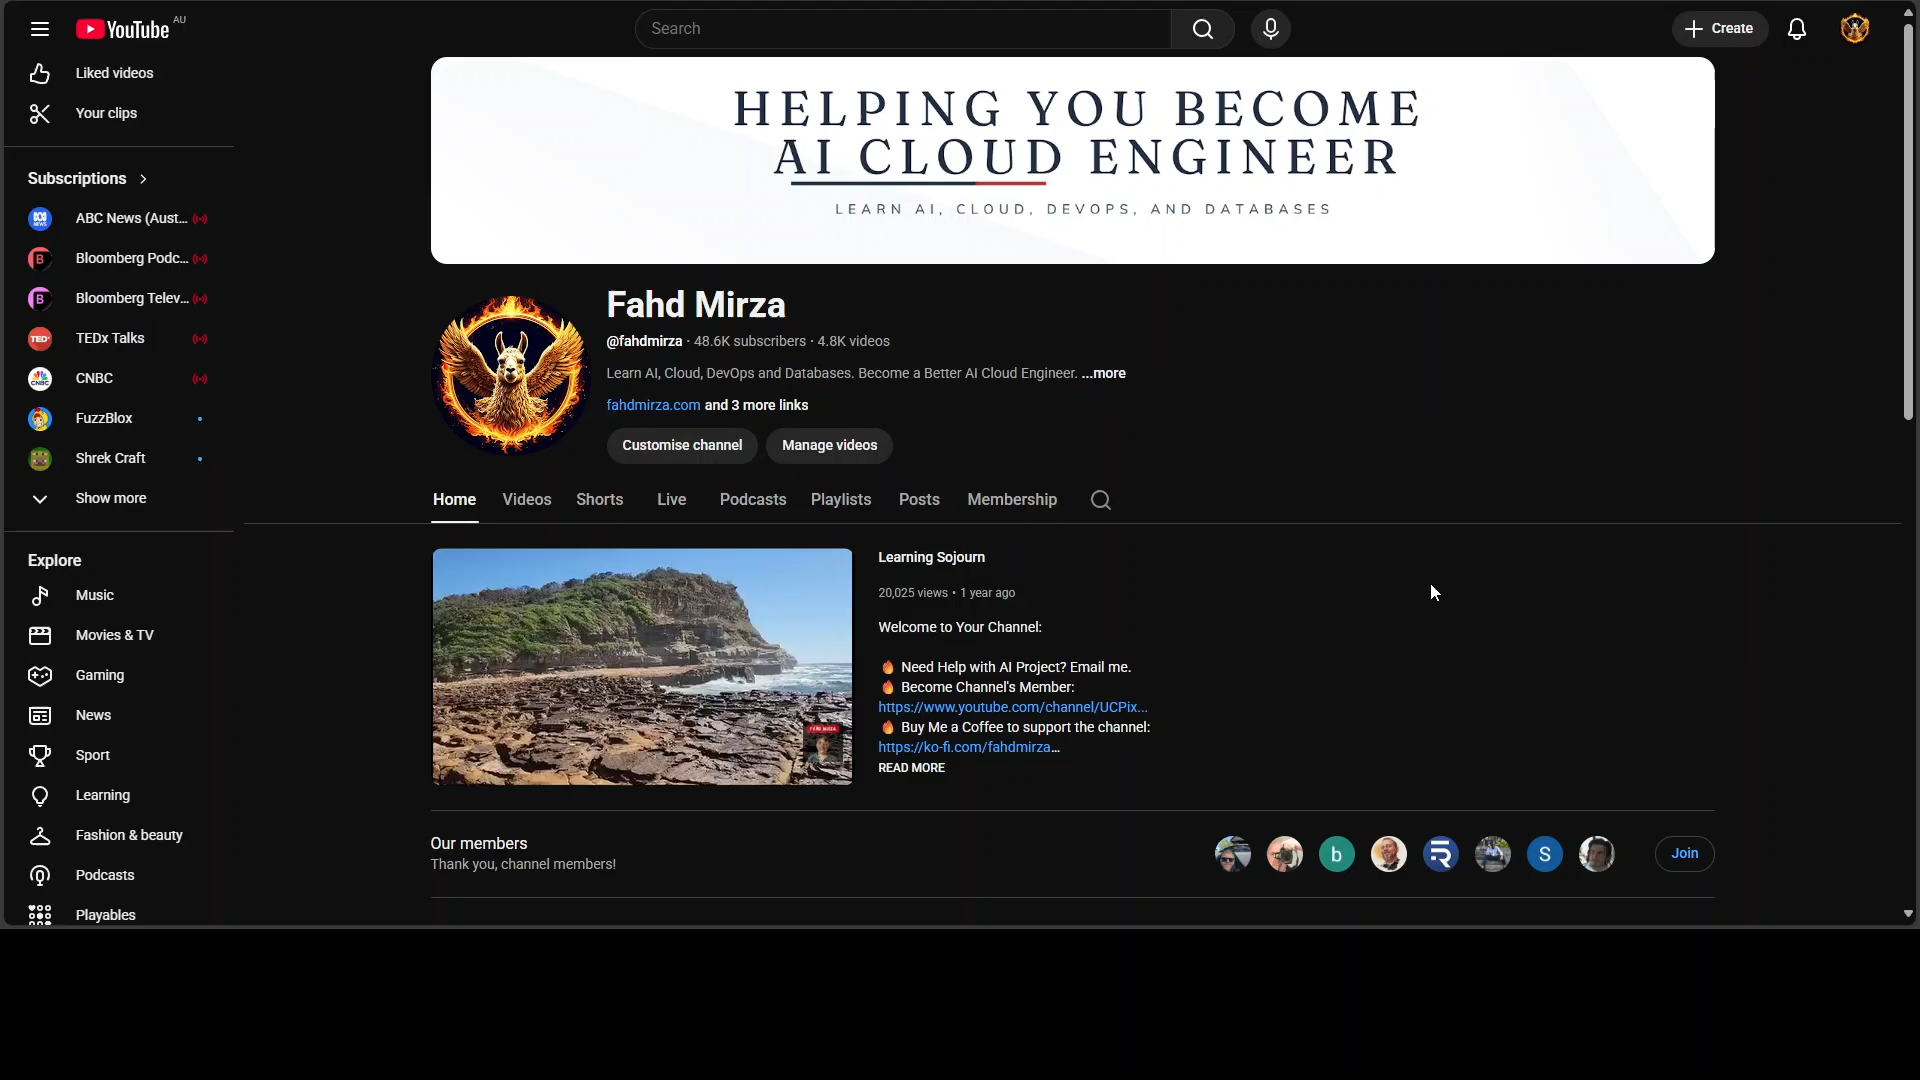 YouTube AU
Search
Create
Liked videos
Your clips
Subscriptions
ABC News (Aust...
Bloomberg Podc...
Bloomberg Telev...
TEDx Talks
CNBC
FuzzBlox
Shrek Craft
Show more
Explore
Music
Movies & TV
Gaming
News
Sport
Learning
Fashion & beauty
Podcasts
Playables
HELPING YOU BECOME
AI CLOUD ENGINEER
LEARN AI, CLOUD, DEVOPS, AND DATABASES
Fahd Mirza
@fahdmirza · 48.6K subscribers · 4.8K videos
Learn AI, Cloud, DevOps and Databases. Become a Better AI Cloud Engineer. ...more
fahdmirza.com and 3 more links
Customise channel Manage videos
Home Videos Shorts Live Podcasts Playlists Posts Membership
FAHD MIRZA
Learning Sojourn
20,025 views • 1 year ago
Welcome to Your Channel:
🔥 Need Help with AI Project? Email me.
🔥 Become Channel's Member:
https://www.youtube.com/channel/UCPix...
🔥 Buy Me a Coffee to support the channel:
https://ko-fi.com/fahdmirza...
READ MORE
Our members
Thank you, channel members!
b
S
Join